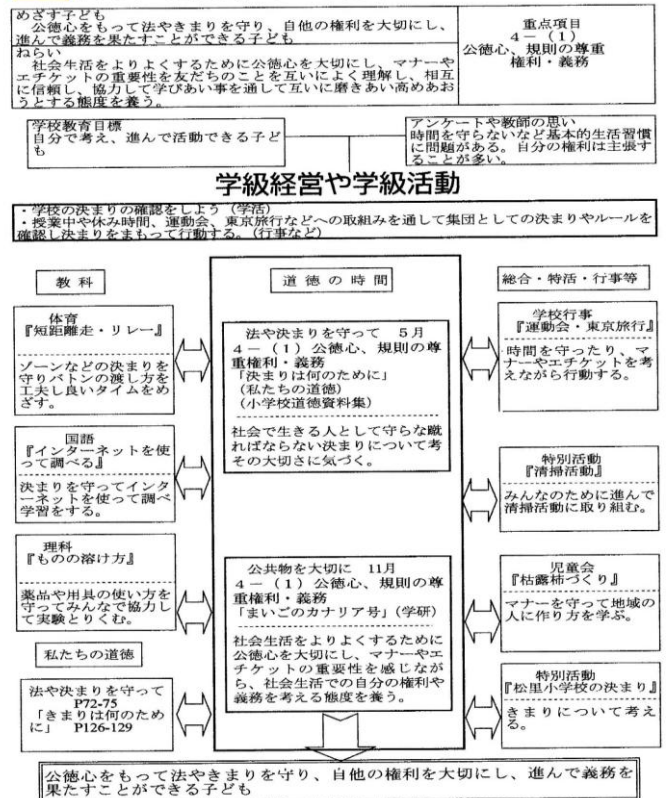 めざす子ども
公徳心をもって法やきまりを守り、自他の権利を大切にし、
進んで義務を果たすことができる子ども
ねらい
社会生活をよりよくするために公徳心を大切にし、マナーや
エチケットの重要性を友だちのことを互いによく理解し、相互
に信頼し、協力して学びあい事を通して互いに磨きあい高めあお
うとする態度を養う。
重点項目
4－（1）
公徳心、規則の尊重
権利・義務
学校教育目標
自分で考え、進んで活動できる子ど
も
アンケートや教師の思い
時間を守らないなど基本的生活習慣
に問題がある。自分の権利は主張す
ることが多い。
学級経営や学級活動
・学校の決まりの確認をしよう（学活）
・授業中や休み時間、運動会、東京旅行などへの取組みを通して集団としての決まりやルールを
確認し決まりをまもって行動する。（行事など）
教科
体育
『短距離走・リレー』
ゾーンなどの決まりを
守りバトンの渡し方を
工夫し良いタイムをめ
ざす。
国語
『インターネットを使
って調べる』
決まりを守ってインタ
ーネットを使って調べ
学習をする。
理科
『ものの溶け方』
薬品や用具の使い方を
守ってみんなで協力し
て実験とりくむ。
私たちの道徳
法や決まりを守って
P72-75
「きまりは何のため
に」 P126-129
道徳の時間
法や決まりを守って 5月
4－（1）公徳心、規則の尊
重権利・義務
「決まりは何のために」
（私たちの道徳）
（小学校道徳資料集）
社会で生きる人として守らな蹴
ればならない決まりについて考
その大切さに気づく。
公共物を大切に 11月
4－（1）公徳心、規則の尊
重権利・義務
「まいごのカナリア号」（学研）
社会生活をよりよくするために
公徳心を大切にし、マナーやエ
チケットの重要性を感じなが
ら、社会生活での自分の権利や
義務を考える態度を養う。
総合・特活・行事等
学校行事
『運動会・東京旅行』
時間を守ったり、マ
ナーやエチケットを考
えながら行動する。
特別活動
『清掃活動』
みんなのために進んで
清掃活動に取り組む。
児童会
『枯露柿づくり』
マナーを守って地域の
人に作り方を学ぶ。
特別活動
『松里小学校の決まり』
きまりについて考え
る。
公徳心をもって法やきまりを守り、自他の権利を大切にし、進んで義務を
果たすことができる子ども